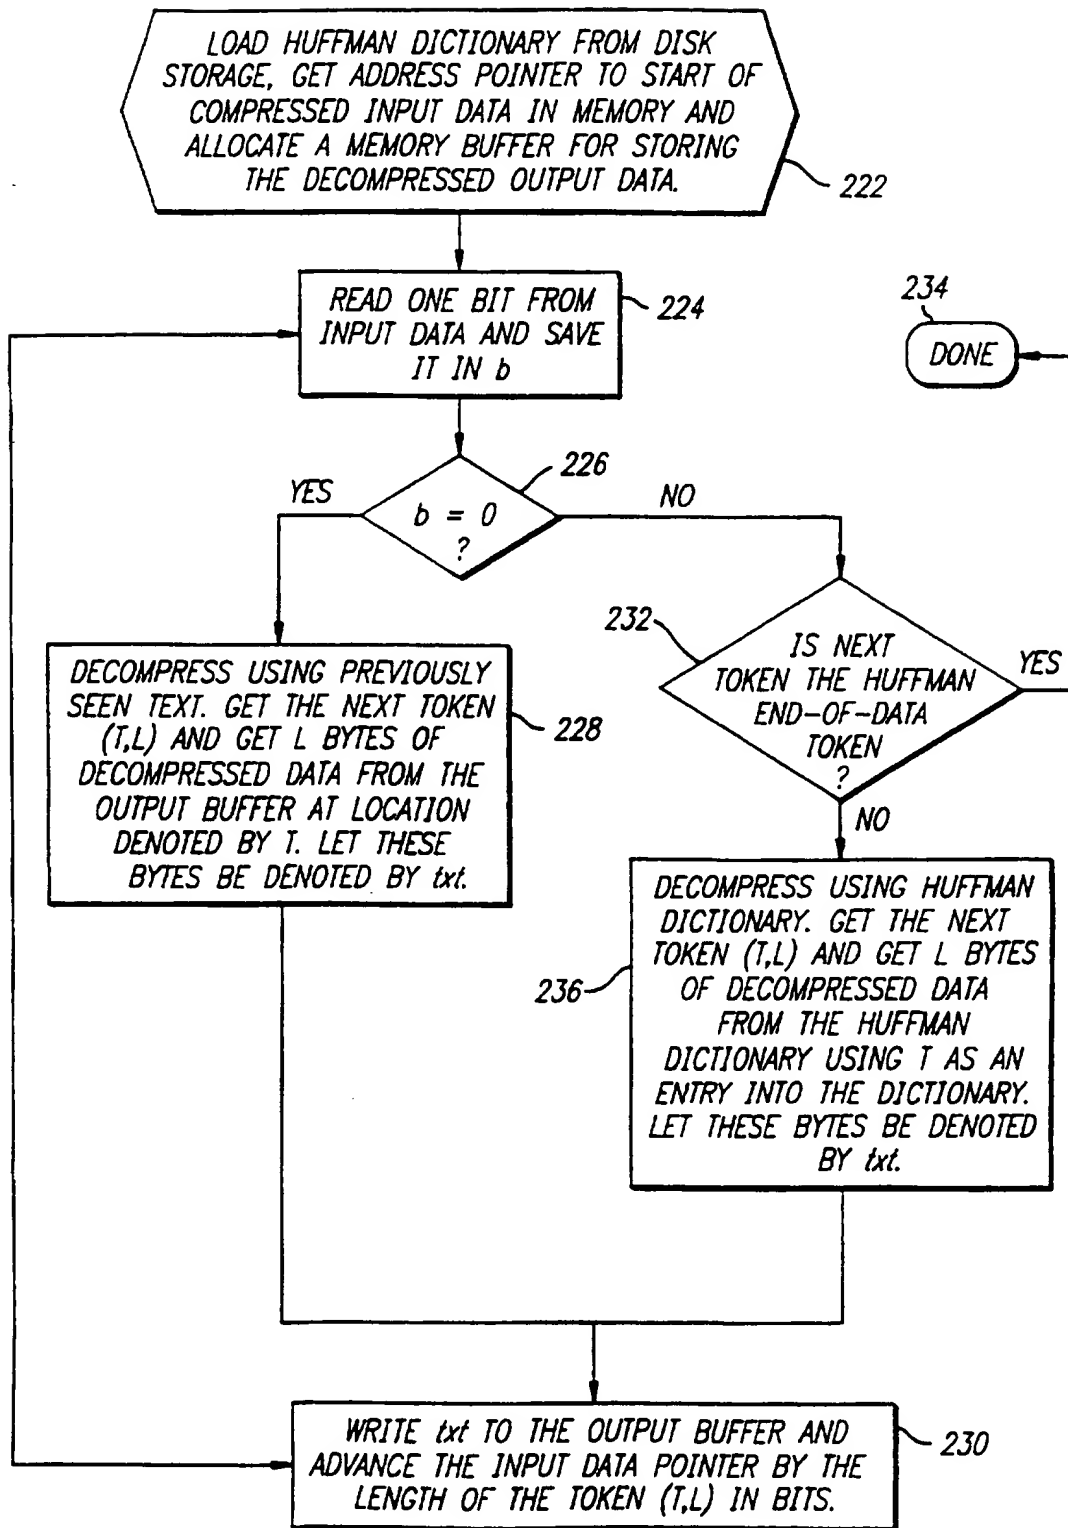 LOAD HUFFMAN DICTIONARY FROM DISK
STORAGE, GET ADDRESS POINTER TO START OF
COMPRESSED INPUT DATA IN MEMORY AND
ALLOCATE A MEMORY BUFFER FOR STORING
THE DECOMPRESSED OUTPUT DATA.
222
READ ONE BIT FROM
INPUT DATA AND SAVE
IT IN b
224
234
DONE
226
YES
b = 0
?
NO
232
IS NEXT
TOKEN THE HUFFMAN
END-OF-DATA
TOKEN
?
YES
NO
DECOMPRESS USING PREVIOUSLY
SEEN TEXT. GET THE NEXT TOKEN
(T,L) AND GET L BYTES OF
DECOMPRESSED DATA FROM THE
OUTPUT BUFFER AT LOCATION
DENOTED BY T. LET THESE
BYTES BE DENOTED BY txt.
228
DECOMPRESS USING HUFFMAN
DICTIONARY. GET THE NEXT
TOKEN (T,L) AND GET L BYTES
OF DECOMPRESSED DATA
FROM THE HUFFMAN
DICTIONARY USING T AS AN
ENTRY INTO THE DICTIONARY.
LET THESE BYTES BE DENOTED
BY txt.
236
WRITE txt TO THE OUTPUT BUFFER AND
ADVANCE THE INPUT DATA POINTER BY THE
LENGTH OF THE TOKEN (T,L) IN BITS.
230